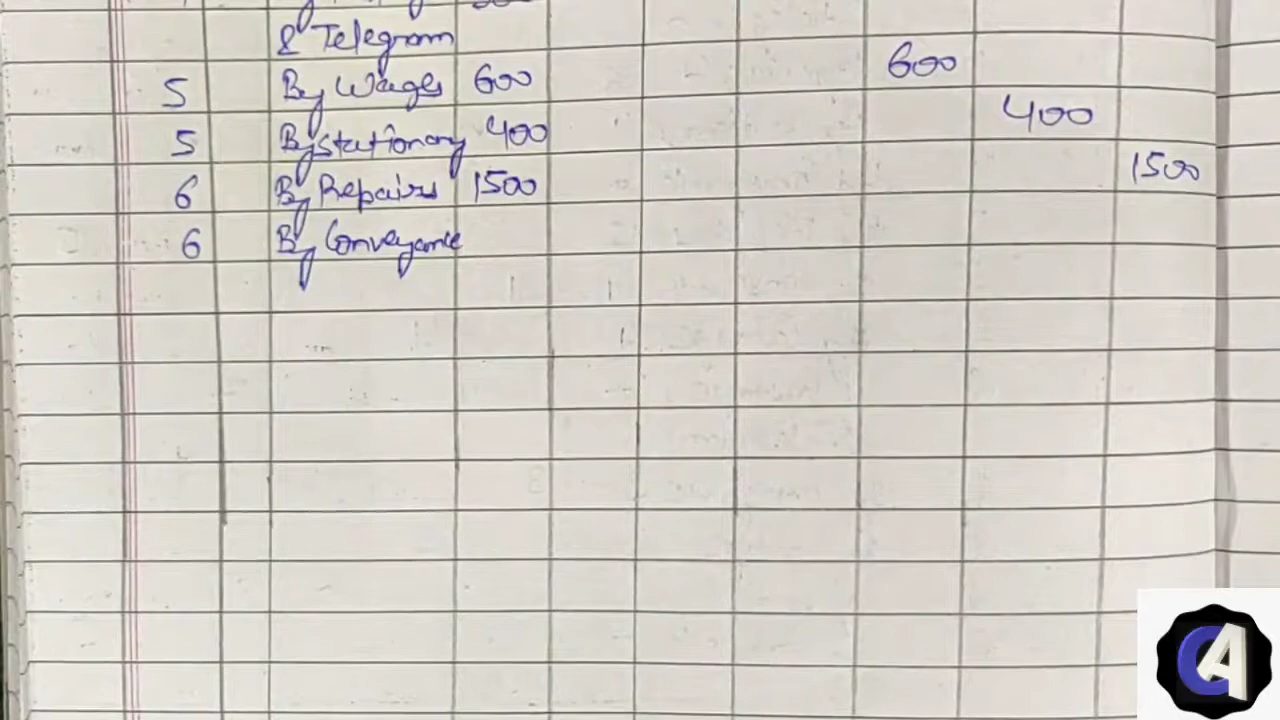 & Telegram
5 By Wages 600 600
5 By Stationary 400 400
6 By Repairs 1500 1500
6 By Conveyance
CA